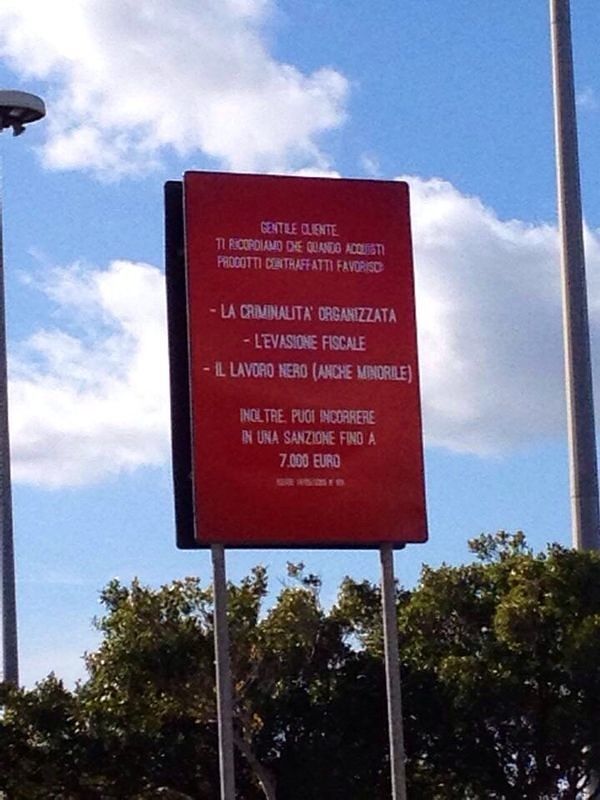 GENTILE CLIENTE,
TI RICORDIAMO CHE QUANDO ACQUISTI
PRODOTTI CONTRAFFATTI FAVORISCI:
- LA CRIMINALITA' ORGANIZZATA
- L'EVASIONE FISCALE
- IL LAVORO NERO (ANCHE MINORILE)
INOLTRE, PUOI INCORRERE
IN UNA SANZIONE FINO A
7.000 EURO